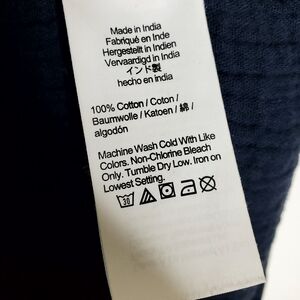 Made in India
Fabriqué en Inde
Hergestellt in Indien
Vervaardigd in India
インド製
hecho en india
100% Cotton / Coton /
Baumwolle / Katoen / 綿 /
algodón
Machine Wash Cold With Like
Colors. Non-Chlorine Bleach
Only. Tumble Dry Low. Iron on
Lowest Setting.
30